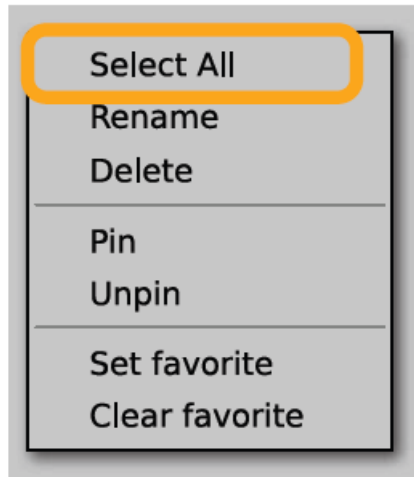 Select All
Rename
Delete
Pin
Unpin
Set favorite
Clear favorite